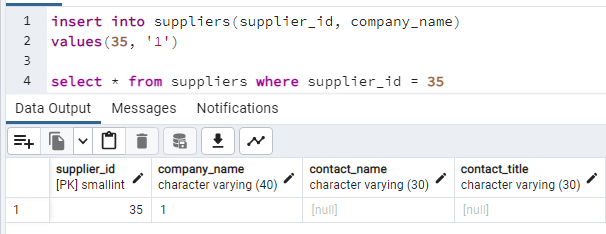 1 insert into suppliers(supplier_id, company_name)
2 values(35, '1')
3
4 select * from suppliers where supplier_id = 35
Data Output Messages Notifications
supplier_id company_name contact_name contact_title
[PK] smallint character varying (40) character varying (30) character varying (30)
1 35 1 [null] [null]